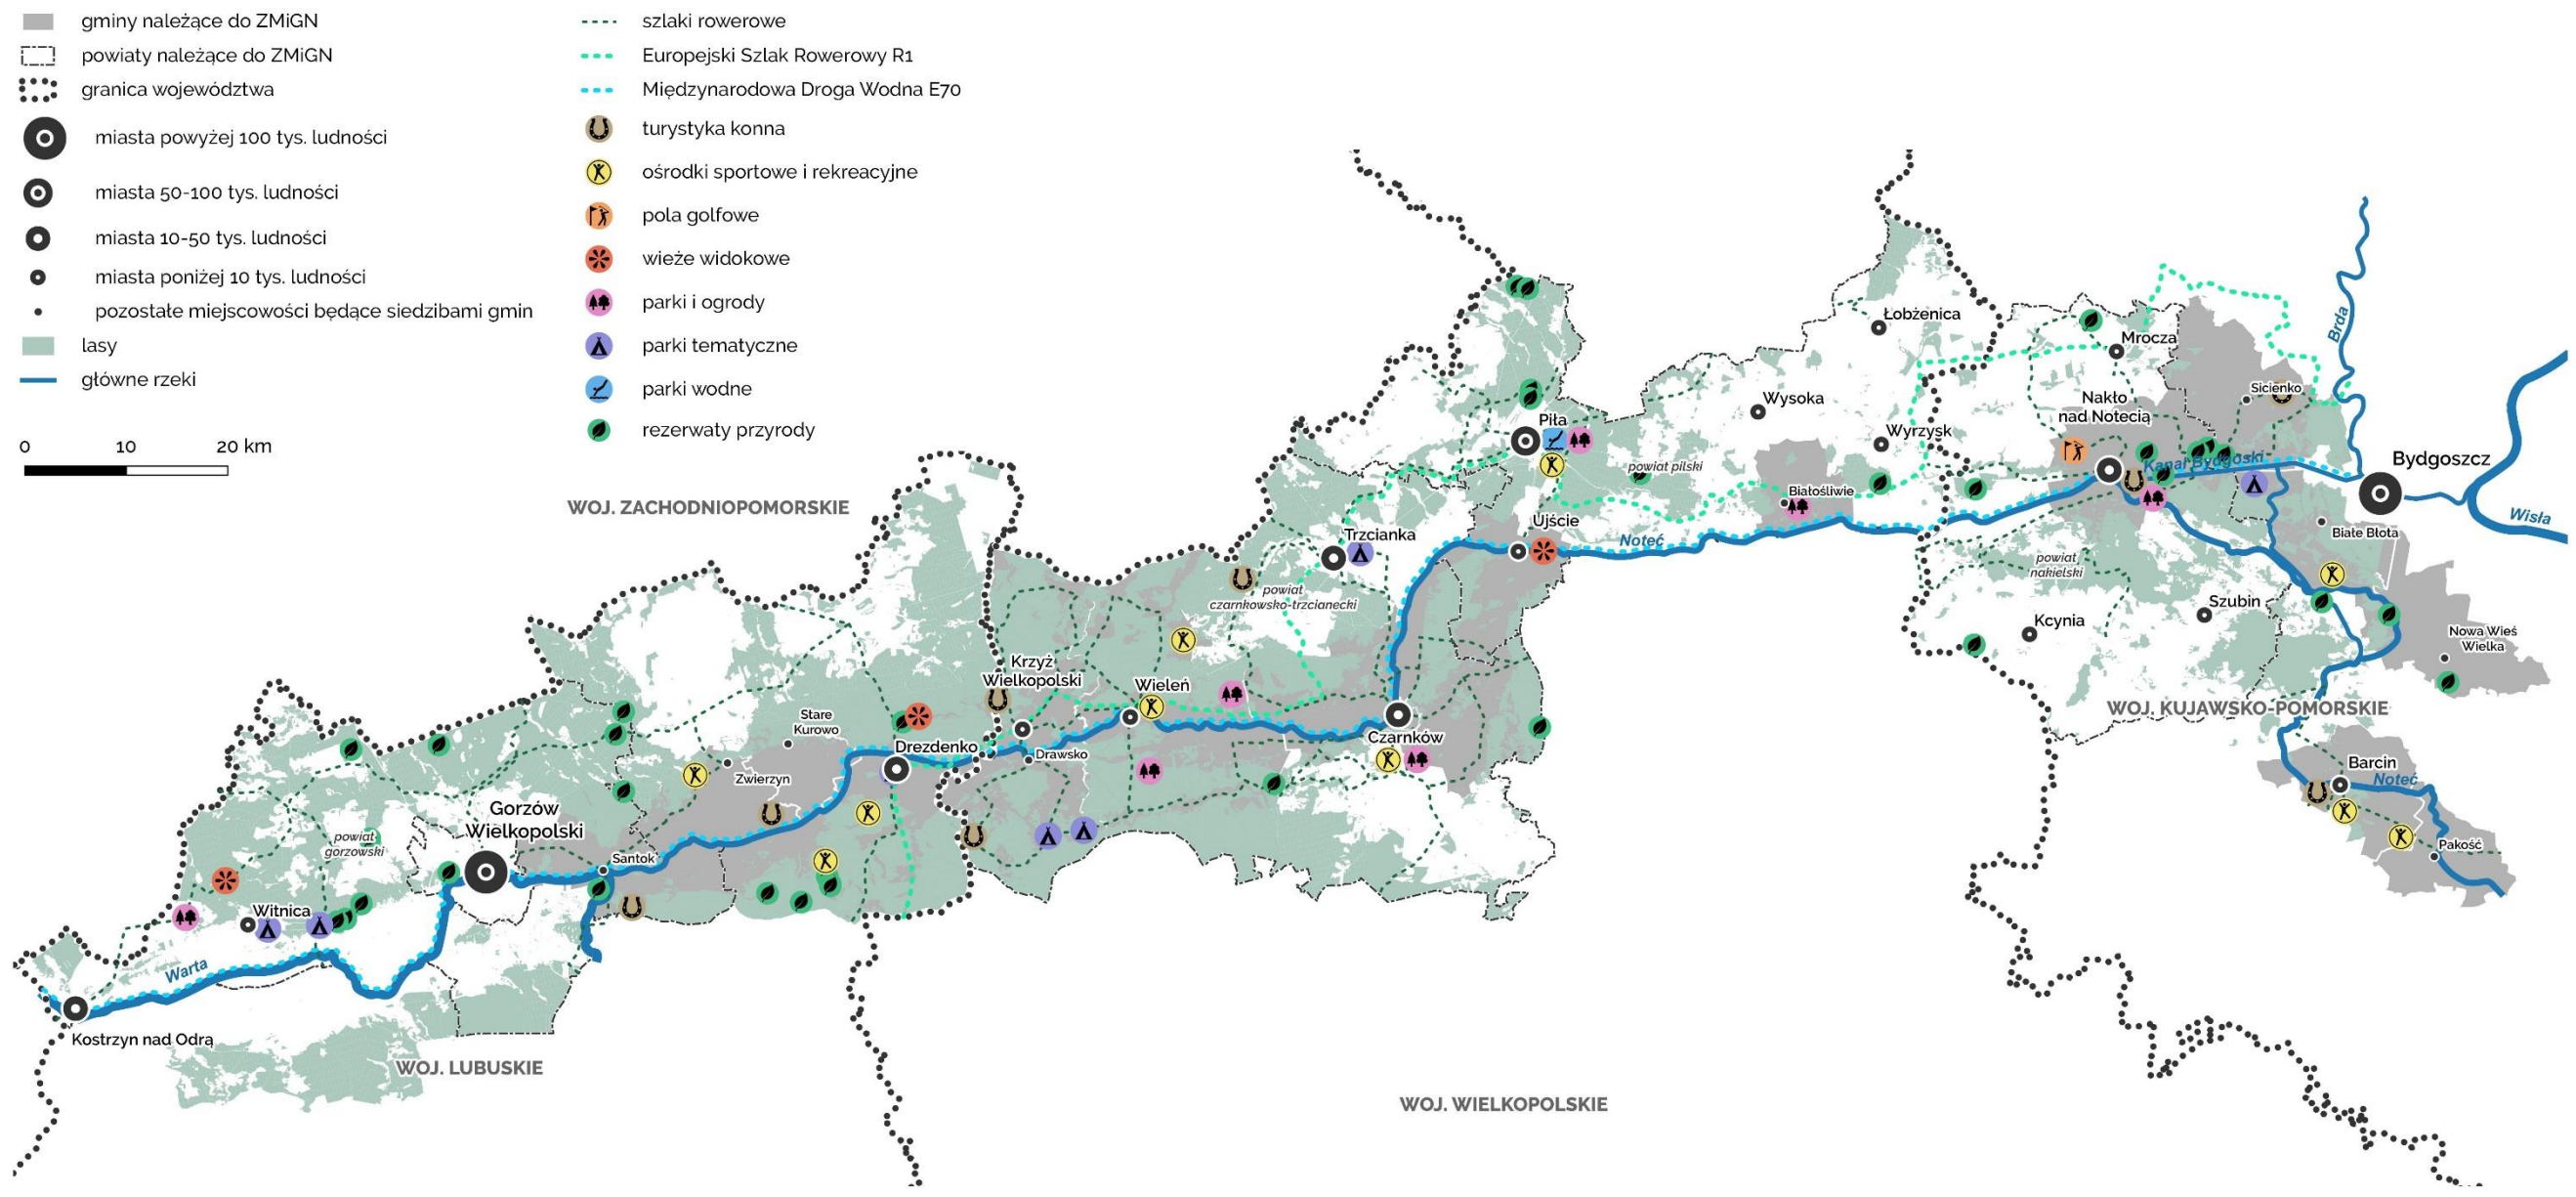 gminy należące do ZMiGN
powiaty należące do ZMiGN
granica województwa
miasta powyżej 100 tys. ludności
miasta 50-100 tys. ludności
miasta 10-50 tys. ludności
miasta poniżej 10 tys. ludności
pozostałe miejscowości będące siedzibami gmin
lasy
główne rzeki
0 10 20 km
szlaki rowerowe
Europejski Szlak Rowerowy R1
Międzynarodowa Droga Wodna E70
turystyka konna
ośrodki sportowe i rekreacyjne
pola golfowe
wieże widokowe
parki i ogrody
parki tematyczne
parki wodne
rezerwaty przyrody
WOJ. ZACHODNIOPOMORSKIE
Łobżenica
Brda
Mrocza
Sicienko
Wysoka
Nakło
nad Notecią
Piła
Wyrzysk
powiat pilski
Kanał Bydgoski
Bydgoszcz
Białośliwie
Wisła
Ujście
Trzcianka
Noteć
Białe Błota
powiat
nakielski
powiat
czarnkowsko-trzcianecki
Szubin
Kcynia
Nowa Wieś
Wielka
Krzyż
Wielkopolski
Wieleń
WOJ. KUJAWSKO-POMORSKIE
Stare
Kurowo
Drezdenko
Czarnków
Drawsko
Zwierzyn
Barcin
Noteć
Gorzów
Wielkopolski
powiat
gorzowski
Santok
Pakość
Witnica
Warta
Kostrzyn nad Odrą
WOJ. LUBUSKIE
WOJ. WIELKOPOLSKIE